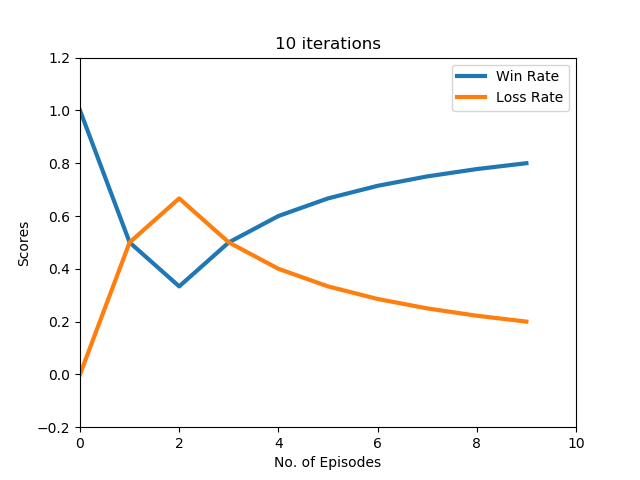 10 iterations
Win Rate
Loss Rate
1.2
1.0
0.8
0.6
0.4
0.2
0.0
−0.2
Scores
0 2 4 6 8 10
No. of Episodes